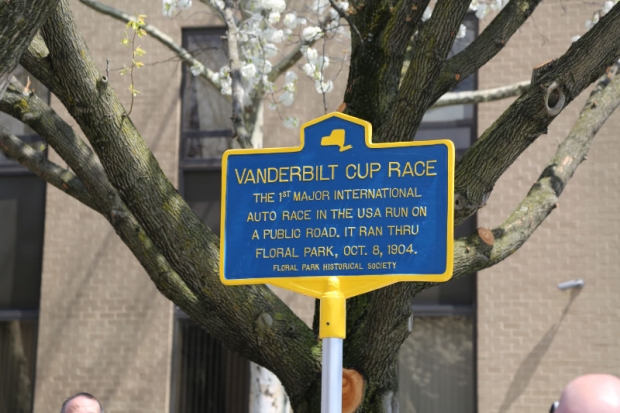 VANDERBILT CUP RACE
THE 1ST MAJOR INTERNATIONAL
AUTO RACE IN THE USA RUN ON
A PUBLIC ROAD. IT RAN THRU
FLORAL PARK, OCT. 8, 1904.
FLORAL PARK HISTORICAL SOCIETY